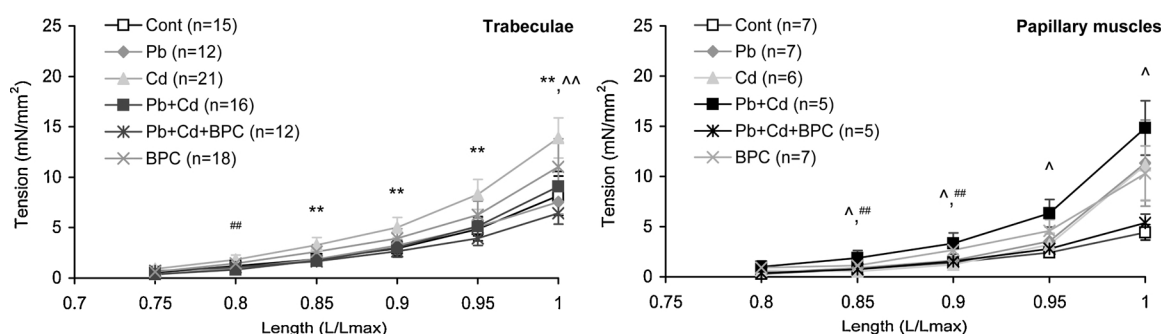 Trabeculae
Cont (n=15)
Pb (n=12)
Cd (n=21)
Pb+Cd (n=16)
Pb+Cd+BPC (n=12)
BPC (n=18)
Tension (mN/mm²)
25
20
15
10
5
0
##
**
**
**
**,^^
0.7
0.75
0.8
0.85
0.9
0.95
1
Length (L/Lmax)
Papillary muscles
Cont (n=7)
Pb (n=7)
Cd (n=6)
Pb+Cd (n=5)
Pb+Cd+BPC (n=5)
BPC (n=7)
Tension (mN/mm²)
25
20
15
10
5
0
^,##
^,##
^
^
0.75
0.8
0.85
0.9
0.95
1
Length (L/Lmax)